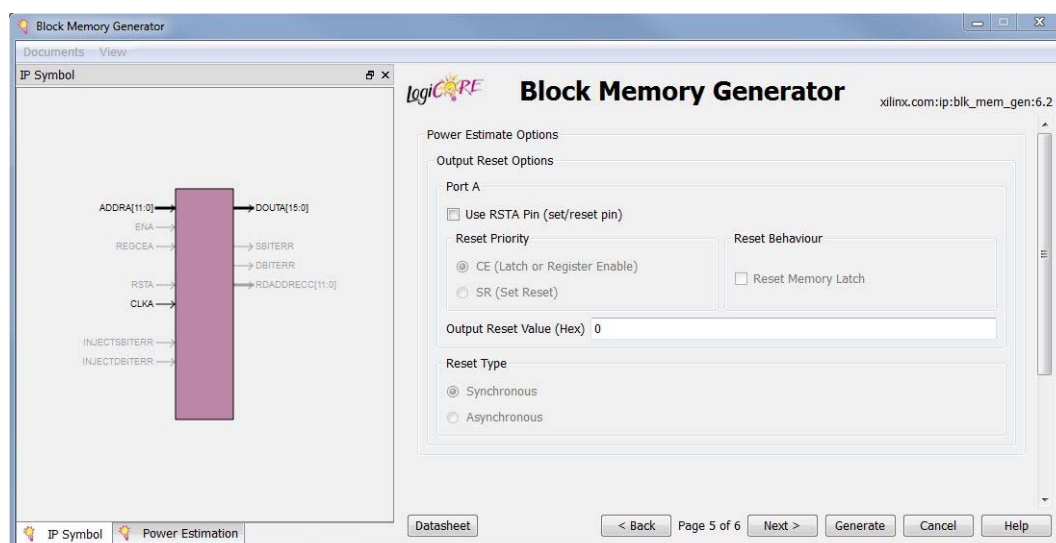 Block Memory Generator
Documents View
IP Symbol
ADDRA[11:0]
DOUTA[15:0]
ENA
REGCEA
SBITERR
DBITERR
RSTA
RDADDRECC[11:0]
CLKA
INJECTSBITERR
INJECTDBITERR
IP Symbol
Power Estimation
LogiCORE
Block Memory Generator
xilinx.com:ip:blk_mem_gen:6.2
Power Estimate Options
Output Reset Options
Port A
Use RSTA Pin (set/reset pin)
Reset Priority
CE (Latch or Register Enable)
SR (Set Reset)
Reset Behaviour
Reset Memory Latch
Output Reset Value (Hex) 0
Reset Type
Synchronous
Asynchronous
Datasheet
< Back Page 5 of 6 Next > Generate Cancel Help